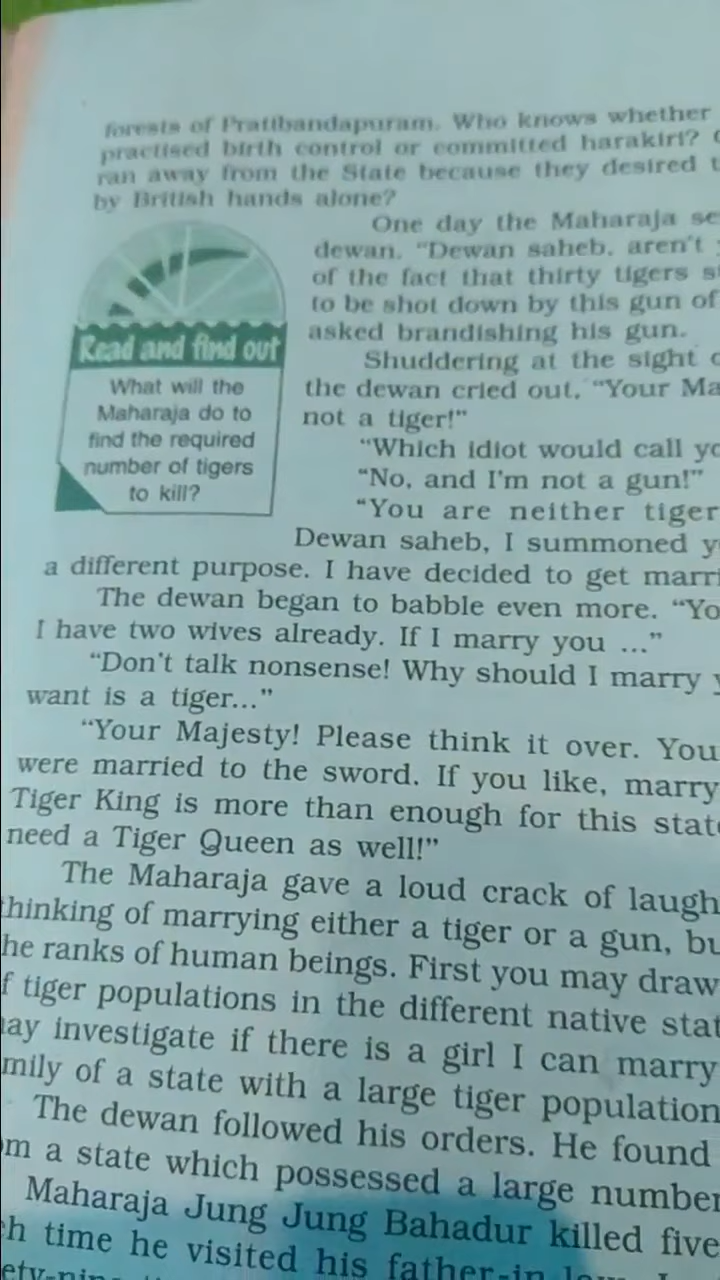 forests of Pratibandapuram. Who knows whether
practised birth control or committed harakiri?
ran away from the State because they desired t
by British hands alone?
One day the Maharaja se
dewan. “Dewan saheb, aren't
of the fact that thirty tigers s
to be shot down by this gun of
asked brandishing his gun.
Shuddering at the sight
the dewan cried out, “Your Ma
not a tiger!”
“Which idiot would call yo
“No, and I'm not a gun!”
“You are neither tiger
Dewan saheb, I summoned y
a different purpose. I have decided to get marri
The dewan began to babble even more. “Yo
I have two wives already. If I marry you ...”
“Don't talk nonsense! Why should I marry y
want is a tiger...”
“Your Majesty! Please think it over. You
were married to the sword. If you like, marry
Tiger King is more than enough for this stat
need a Tiger Queen as well!”
The Maharaja gave a loud crack of laugh
thinking of marrying either a tiger or a gun, bu
he ranks of human beings. First you may draw
f tiger populations in the different native stat
ay investigate if there is a girl I can marry
mily of a state with a large tiger population
The dewan followed his orders. He found
om a state which possessed a large number
Maharaja Jung Jung Bahadur killed five
ch time he visited his father-in
ety-nin
Read and find out
What will the
Maharaja do to
find the required
number of tigers
to kill?